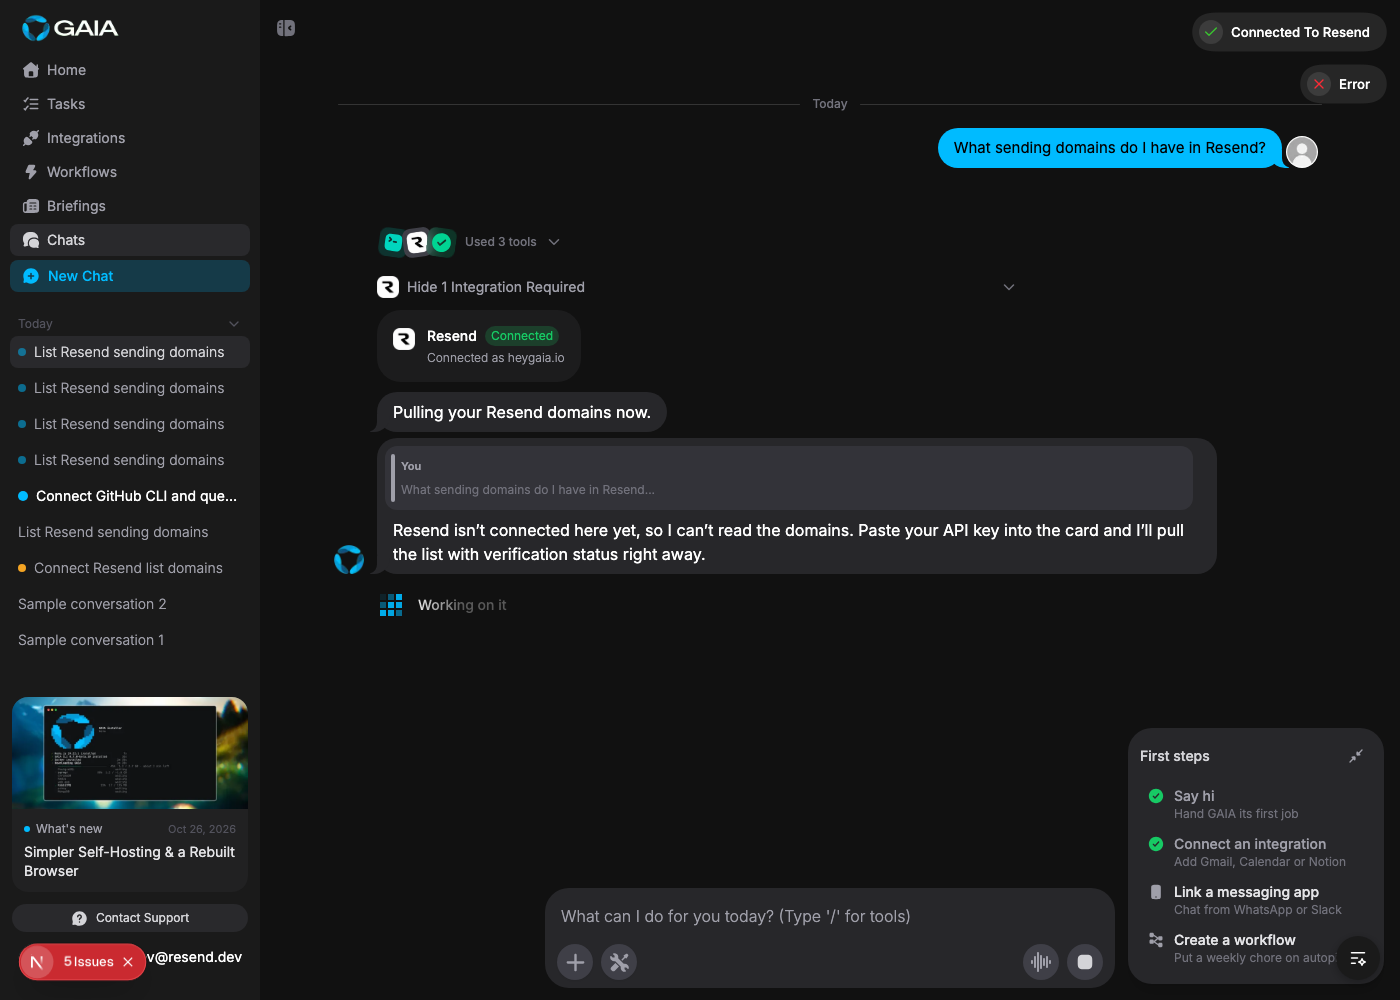 GAIA
Home
Tasks
Integrations
Workflows
Briefings
Chats
New Chat
Today
List Resend sending domains
List Resend sending domains
List Resend sending domains
List Resend sending domains
Connect GitHub CLI and que...
List Resend sending domains
Connect Resend list domains
Sample conversation 2
Sample conversation 1
What's new
Oct 26, 2026
Simpler Self-Hosting & a Rebuilt
Browser
Contact Support
N
5 Issues
v@resend.dev
Connected To Resend
Error
Today
What sending domains do I have in Resend?
Used 3 tools
Hide 1 Integration Required
Resend
Connected
Connected as heygaia.io
Pulling your Resend domains now.
You
What sending domains do I have in Resend...
Resend isn’t connected here yet, so I can’t read the domains. Paste your API key into the card and I’ll pull
the list with verification status right away.
Working on it
What can I do for you today? (Type '/' for tools)
First steps
Say hi
Hand GAIA its first job
Connect an integration
Add Gmail, Calendar or Notion
Link a messaging app
Chat from WhatsApp or Slack
Create a workflow
Put a weekly chore on autop